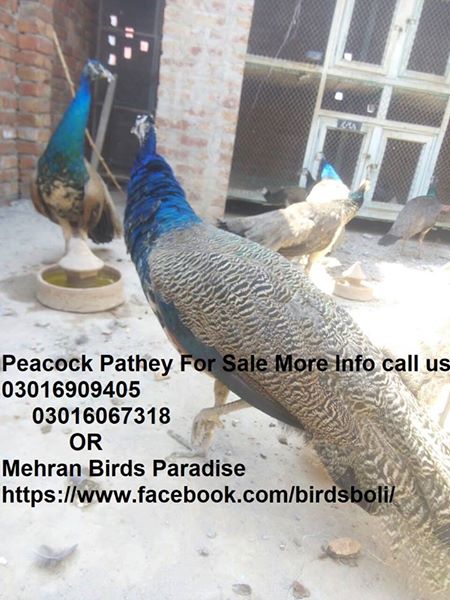 Peacock Pathey For Sale More Info call us
03016909405
03016067318
OR
Mehran Birds Paradise
https://www.facebook.com/birdsboli/